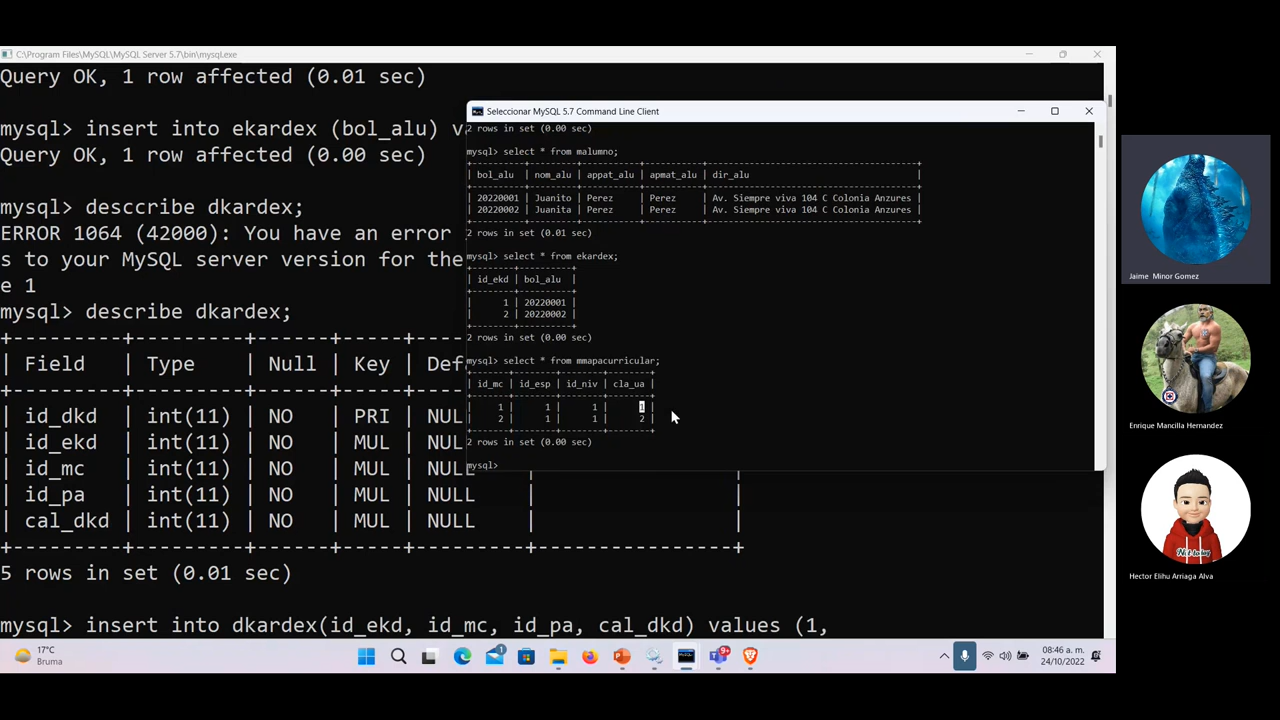 C:\Program Files\MySQL\MySQL Server 5.7\bin\mysql.exe
Query OK, 1 row affected (0.01 sec)
mysql> insert into ekardex (bol_alu) v
Query OK, 1 row affected (0.00 sec)
mysql> desccribe dkardex;
ERROR 1064 (42000): You have an error
s to your MySQL server version for the
e 1
mysql> describe dkardex;
+-----------+---------+------+-----+
| Field | Type | Null | Key | Def
| id_dkd | int(11) | NO | PRI | NULL
| id_ekd | int(11) | NO | MUL | NULL
| id_mc | int(11) | NO | MUL | NULL
| id_pa | int(11) | NO | MUL | NULL | |
| cal_dkd | int(11) | NO | MUL | NULL | |
5 rows in set (0.01 sec)
mysql> insert into dkardex(id_ekd, id_mc, id_pa, cal_dkd) values (1,
Seleccionar MySQL 5.7 Command Line Client
2 rows in set (0.00 sec)
mysql> select * from malumno;
| bol_alu | nom_alu | appat_alu | apmat_alu | dir_alu |
| 20220001 | Juanito | Perez | Perez | Av. Siempre viva 104 C Colonia Anzures |
| 20220002 | Juanita | Perez | Perez | Av. Siempre viva 104 C Colonia Anzures |
2 rows in set (0.01 sec)
mysql> select * from ekardex;
| id_ekd | bol_alu |
| 1 | 20220001 |
| 2 | 20220002 |
2 rows in set (0.00 sec)
mysql> select * from mmapacurricular;
| id_mc | id_esp | id_niv | cla_ua |
| 1 | 1 | 1 | 1 |
| 2 | 1 | 1 | 2 |
2 rows in set (0.00 sec)
mysql>
Jaime Minor Gomez
Enrique Mancilla Hernandez
Not today
Hector Elihu Arriaga Alva
17°C
Bruma
1
9+
08:46 a. m.
24/10/2022